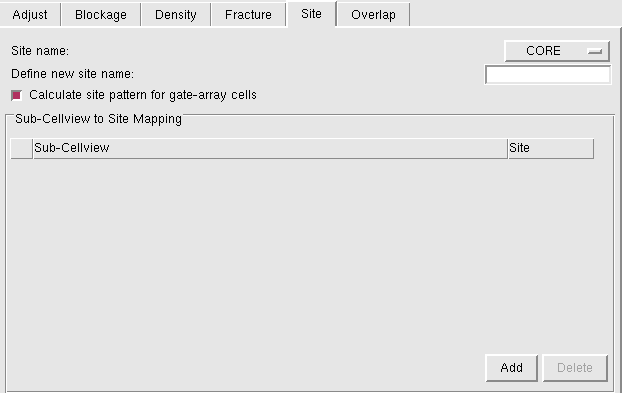 Adjust Blockage Density Fracture Site Overlap
Site name: CORE
Define new site name:
Calculate site pattern for gate-array cells
Sub-Cellview to Site Mapping
Sub-Cellview Site
Add Delete